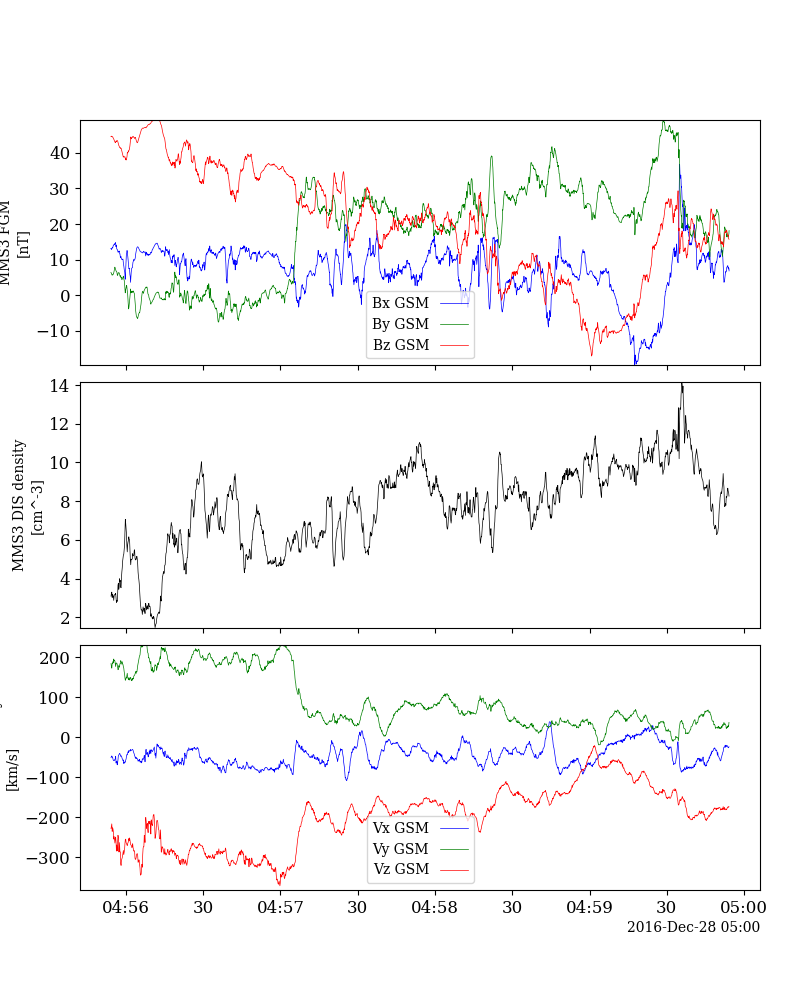 MMS3 FGM
[nT]
40
30
20
10
0
−10
Bx GSM
By GSM
Bz GSM
MMS3 DIS density
[cm^-3]
14
12
10
8
6
4
2
[km/s]
200
100
0
−100
−200
−300
Vx GSM
Vy GSM
Vz GSM
04:56
30
04:57
30
04:58
30
04:59
30
05:00
2016-Dec-28 05:00